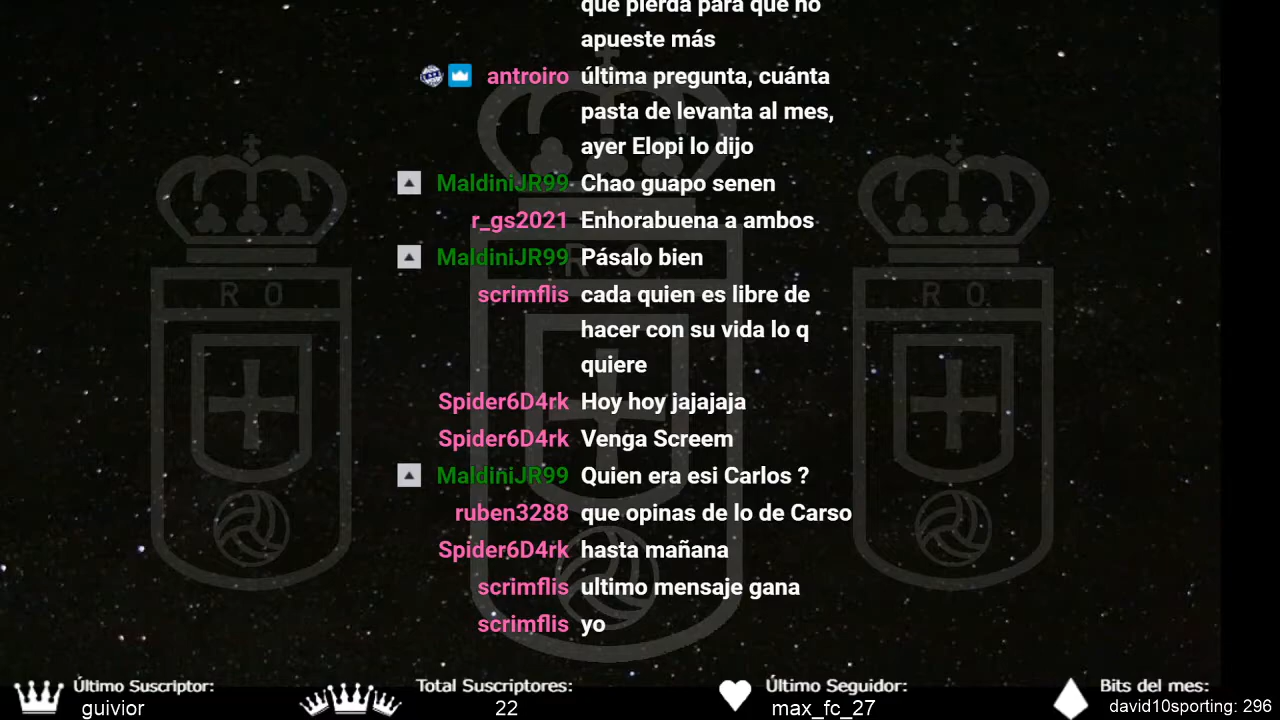 que pierda para que no
apueste más
antroiro última pregunta, cuánta
pasta de levanta al mes,
ayer Elopi lo dijo
MaldiniJR99 Chao guapo senen
r_gs2021 Enhorabuena a ambos
MaldiniJR99 Pásalo bien
scrimflis cada quien es libre de
hacer con su vida lo q
quiere
Spider6D4rk Hoy hoy jajajaja
Spider6D4rk Venga Screem
MaldiniJR99 Quien era esi Carlos ?
ruben3288 que opinas de lo de Carso
Spider6D4rk hasta mañana
scrimflis ultimo mensaje gana
scrimflis yo
R O
R O
R O
Último Suscriptor:
guivior
Total Suscriptores:
22
Último Seguidor:
max_fc_27
Bits del mes:
david10sporting: 296